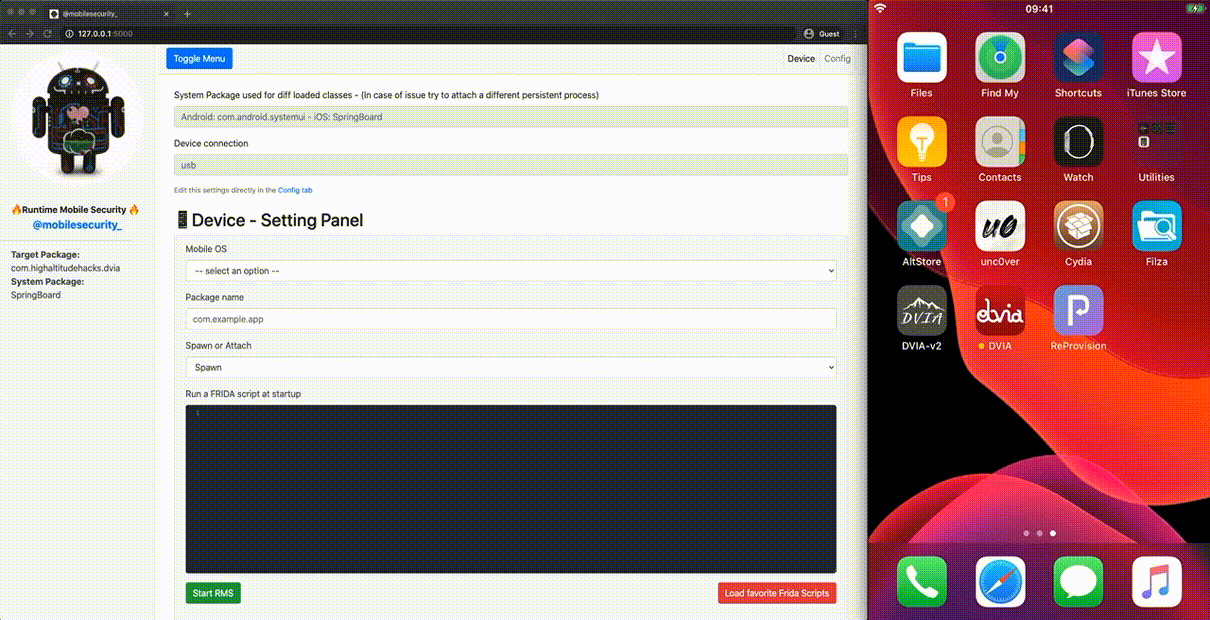 @mobilesecurity_
127.0.0.1:5000
Guest
Toggle Menu
Device
Config
System Package used for diff loaded classes - (In case of issue try to attach a different persistent process)
Android: com.android.systemui - iOS: SpringBoard
Device connection
usb
Edit this settings directly in the Config tab
🔥Runtime Mobile Security 🔥
@mobilesecurity_
Target Package:
com.highaltitudehacks.dvia
System Package:
SpringBoard
📱Device - Setting Panel
Mobile OS
-- select an option --
Package name
com.example.app
Spawn or Attach
Spawn
Run a FRIDA script at startup
1
Start RMS
Load favorite Frida Scripts
09:41
Files
Find My
Shortcuts
iTunes Store
Tips
Contacts
Watch
Utilities
1
AltStore
uc0
unc0ver
Cydia
Filza
DVIA
DVIA-v2
dvia
DVIA
P
ReProvision